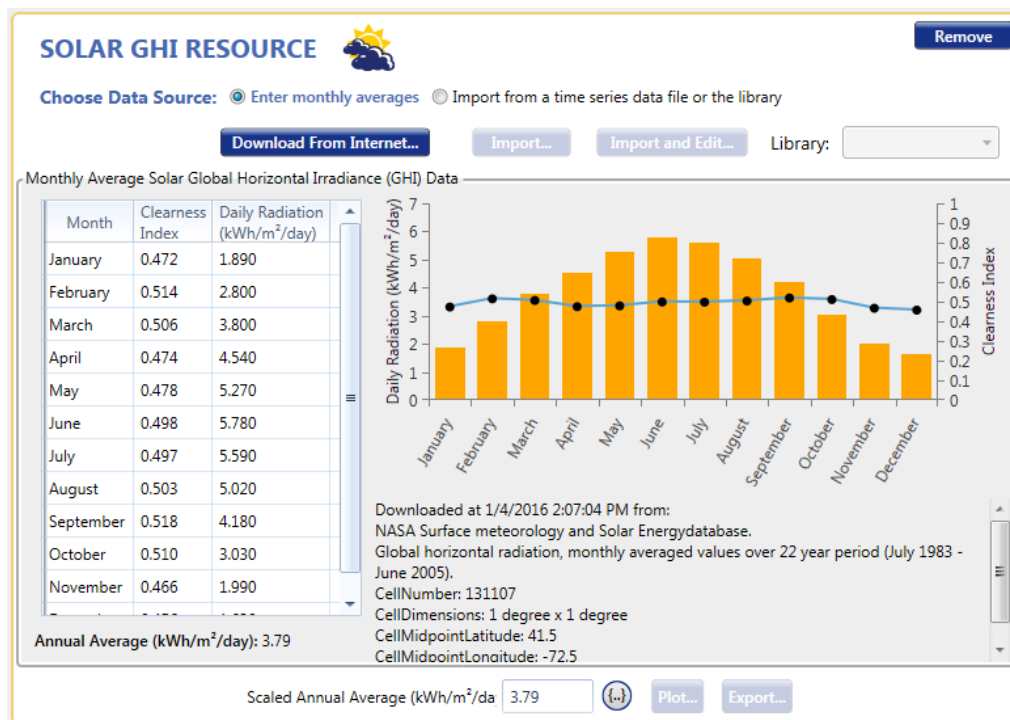 SOLAR GHI RESOURCE
Remove
Choose Data Source: Enter monthly averages Import from a time series data file or the library
Download From Internet... Import... Import and Edit... Library:
Monthly Average Solar Global Horizontal Irradiance (GHI) Data
Month Clearness Index Daily Radiation (kWh/m²/day)
January 0.472 1.890
February 0.514 2.800
March 0.506 3.800
April 0.474 4.540
May 0.478 5.270
June 0.498 5.780
July 0.497 5.590
August 0.503 5.020
September 0.518 4.180
October 0.510 3.030
November 0.466 1.990
Annual Average (kWh/m²/day): 3.79
Daily Radiation (kWh/m²/day)
7
6
5
4
3
2
1
0
1
0.9
0.8
0.7
0.6
0.5
0.4
0.3
0.2
0.1
0
Clearness Index
January February March April May June July August September October November December
Downloaded at 1/4/2016 2:07:04 PM from:
NASA Surface meteorology and Solar Energydatabase.
Global horizontal radiation, monthly averaged values over 22 year period (July 1983 -
June 2005).
CellNumber: 131107
CellDimensions: 1 degree x 1 degree
CellMidpointLatitude: 41.5
CellMidpointLongitude: -72.5
Scaled Annual Average (kWh/m²/da 3.79 {..} Plot... Export...